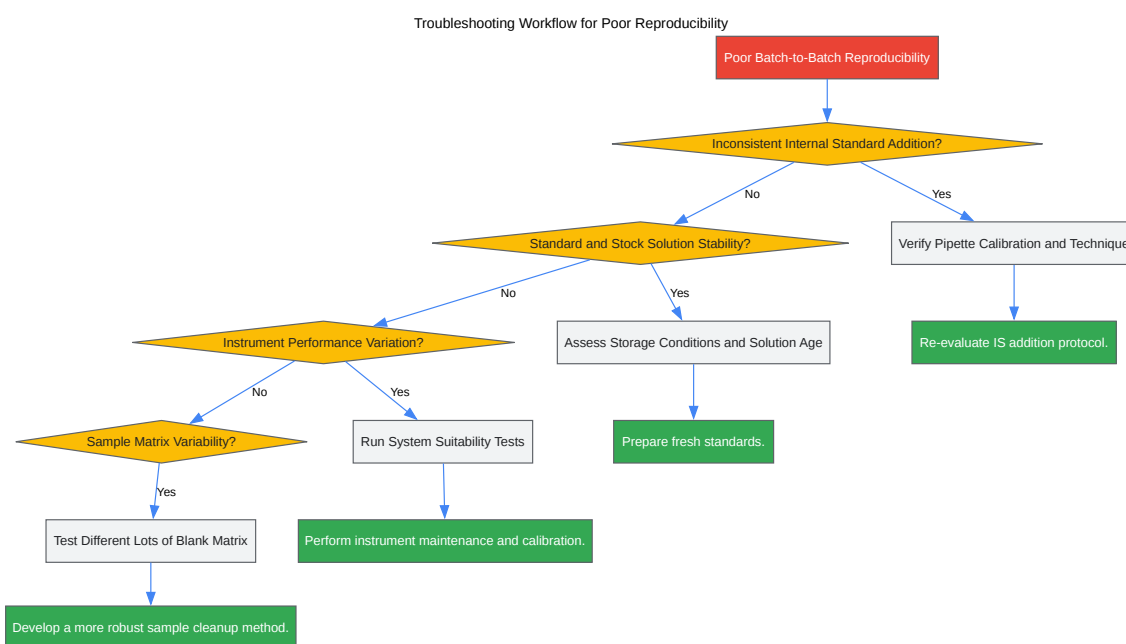 Troubleshooting Workflow for Poor Reproducibility
Poor Batch-to-Batch Reproducibility
Inconsistent Internal Standard Addition?
No
Yes
Standard and Stock Solution Stability?
Verify Pipette Calibration and Technique
No
Yes
Instrument Performance Variation?
Assess Storage Conditions and Solution Age
Re-evaluate IS addition protocol.
No
Yes
Sample Matrix Variability?
Run System Suitability Tests
Prepare fresh standards.
Yes
Test Different Lots of Blank Matrix
Perform instrument maintenance and calibration.
Develop a more robust sample cleanup method.